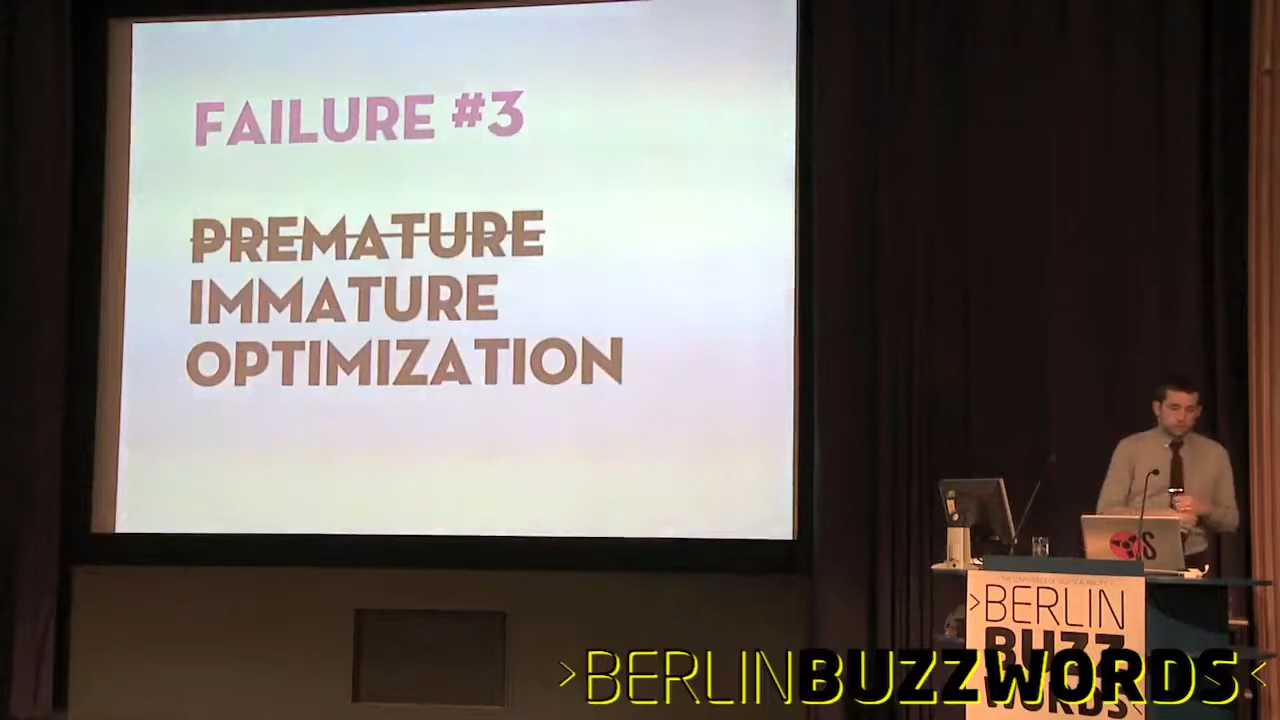 FAILURE #3
PREMATURE
IMMATURE
OPTIMIZATION
S
>BERLIN
BUZZ
WORDS<
>BERLINBUZZWORDS<